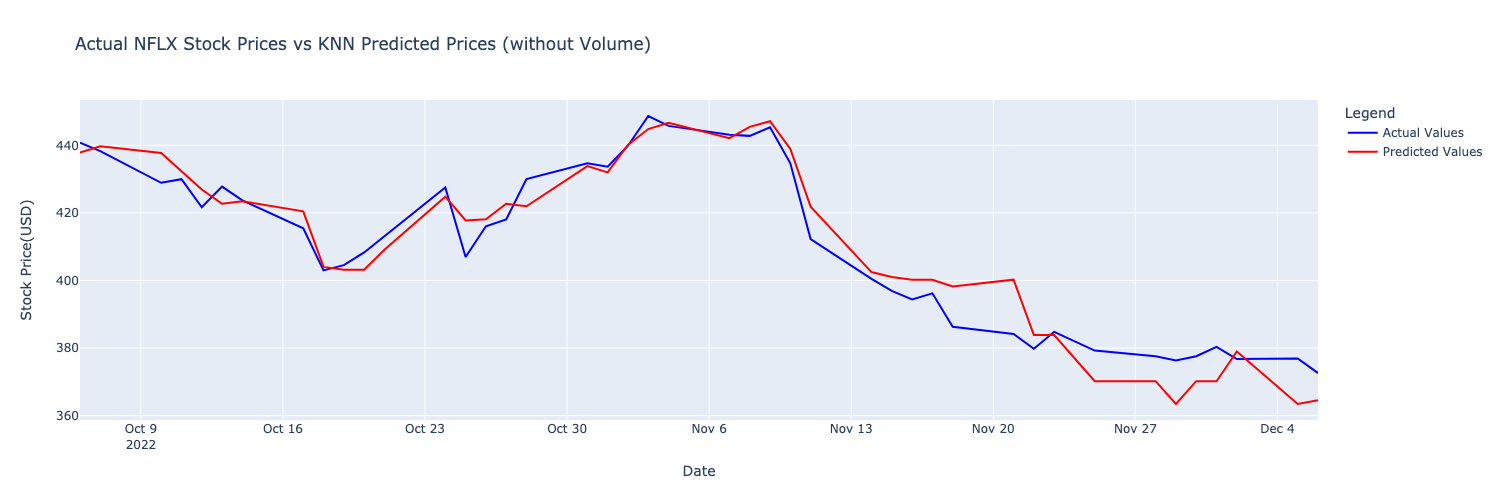 Actual NFLX Stock Prices vs KNN Predicted Prices (without Volume)
Legend
Actual Values
Predicted Values
Stock Price(USD)
440
420
400
380
360
Oct 9
2022
Oct 16
Oct 23
Oct 30
Nov 6
Nov 13
Nov 20
Nov 27
Dec 4
Date